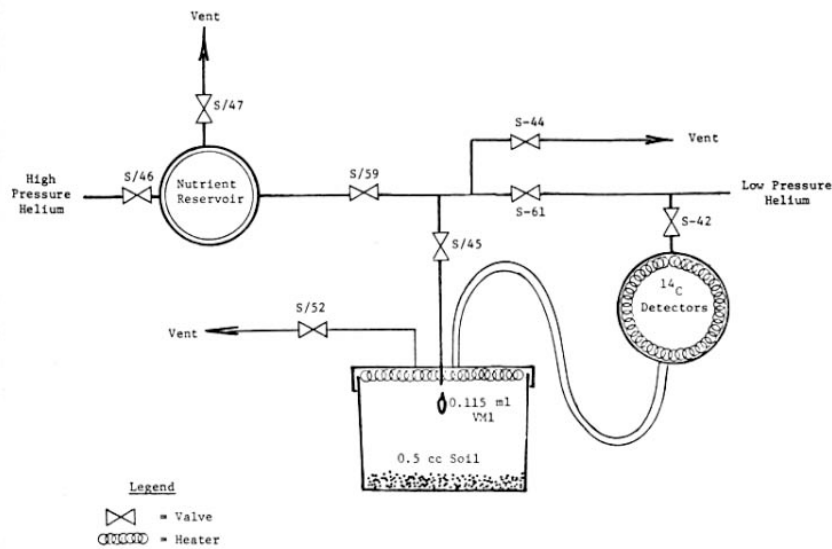 Vent
S/47
S-44
Vent
High
Pressure
Helium
S/46
Nutrient
Reservoir
S/59
S-61
Low Pressure
Helium
S-42
S/45
14C
Detectors
S/52
Vent
0.115 ml
VM1
0.5 cc Soil
Legend
= Valve
= Heater